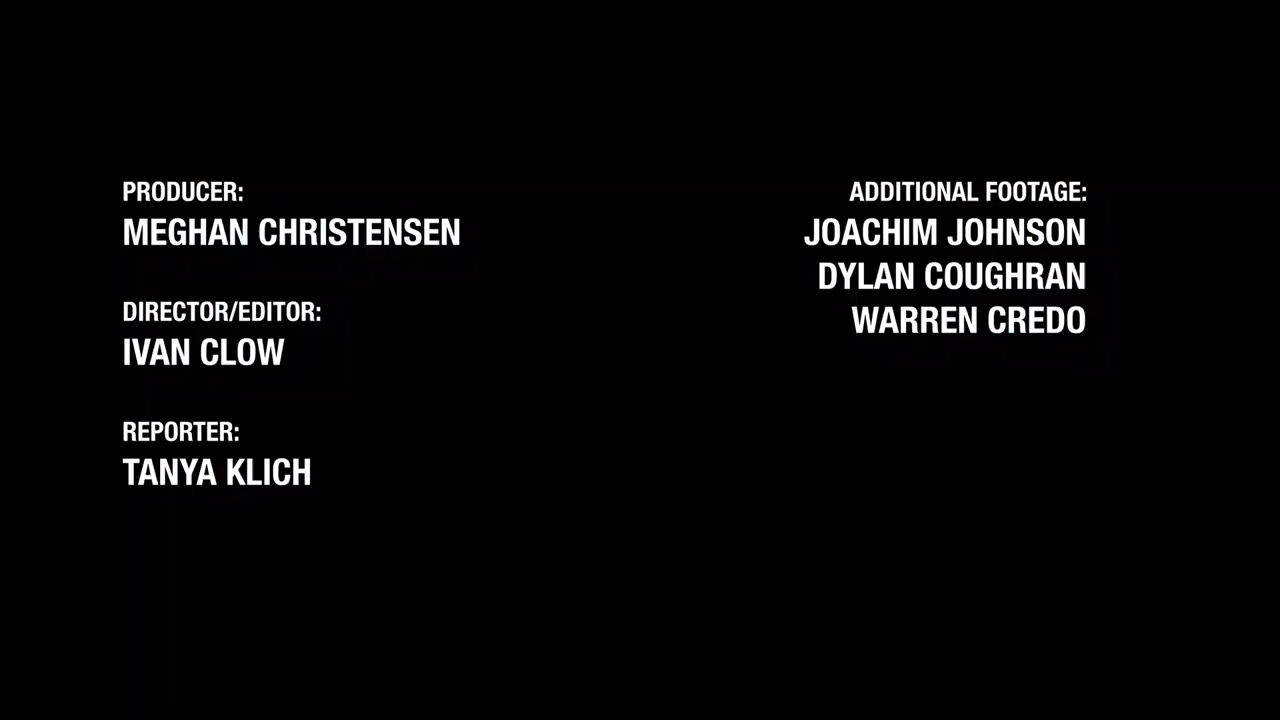 PRODUCER:
MEGHAN CHRISTENSEN
DIRECTOR/EDITOR:
IVAN CLOW
REPORTER:
TANYA KLICH
ADDITIONAL FOOTAGE:
JOACHIM JOHNSON
DYLAN COUGHRAN
WARREN CREDO